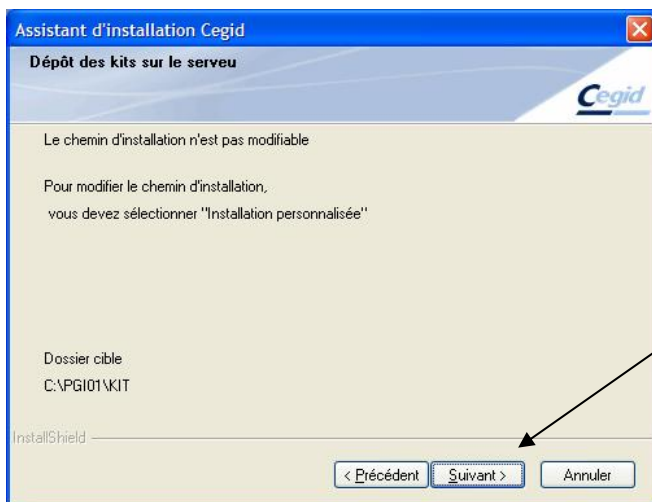 Assistant d'installation Cegid
Dépôt des kits sur le serveu
Cegid
Le chemin d'installation n'est pas modifiable
Pour modifier le chemin d'installation,
vous devez sélectionner "Installation personnalisée"
Dossier cible
C:\PGI01\KIT
InstallShield
< Précédent Suivant > Annuler